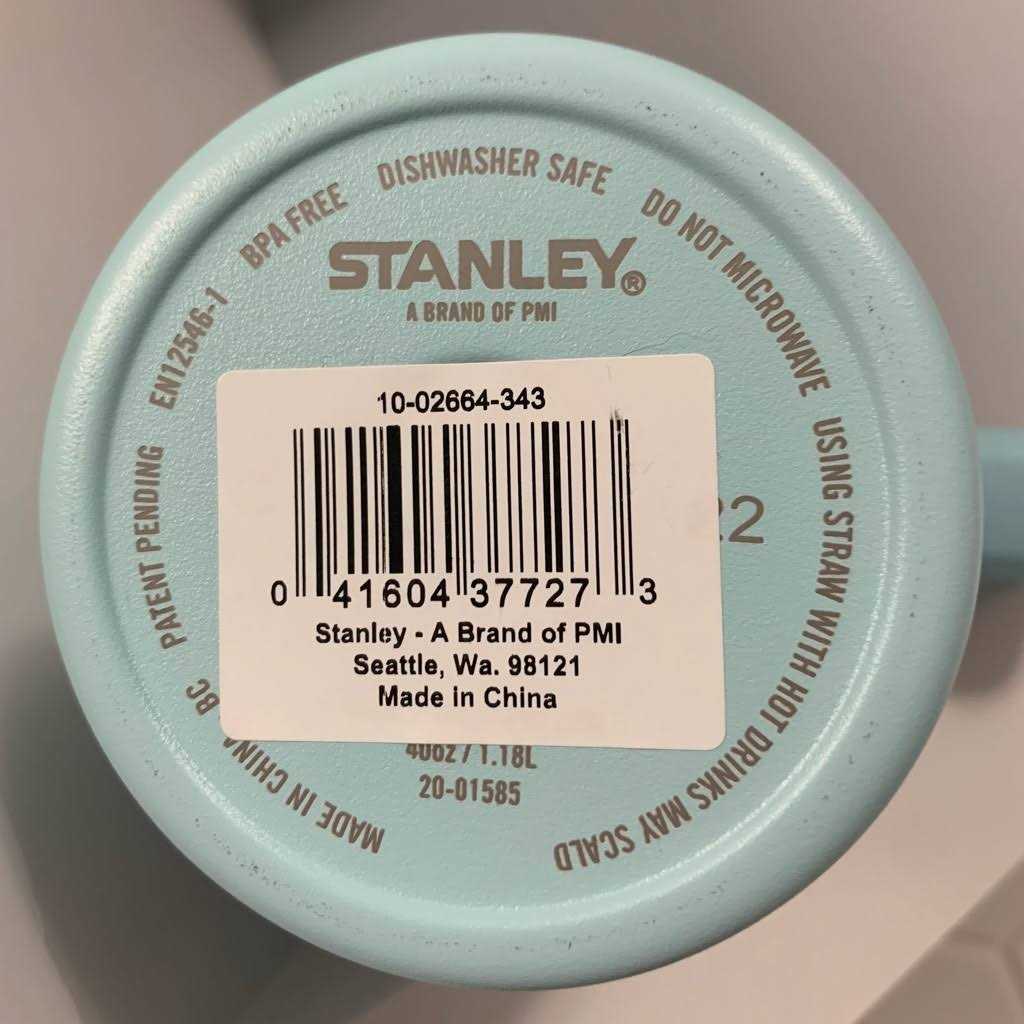 DISHWASHER SAFE
DO NOT MICROWAVE
USING STRAW WITH HOT DRINKS MAY SCALD
MADE IN CHINA
BC
PATENT PENDING
EN12546-1
BPA FREE
STANLEY®
A BRAND OF PMI
10-02664-343
0 41604 37727 3
Stanley - A Brand of PMI
Seattle, Wa. 98121
Made in China
22
40oz / 1.18L
20-01585